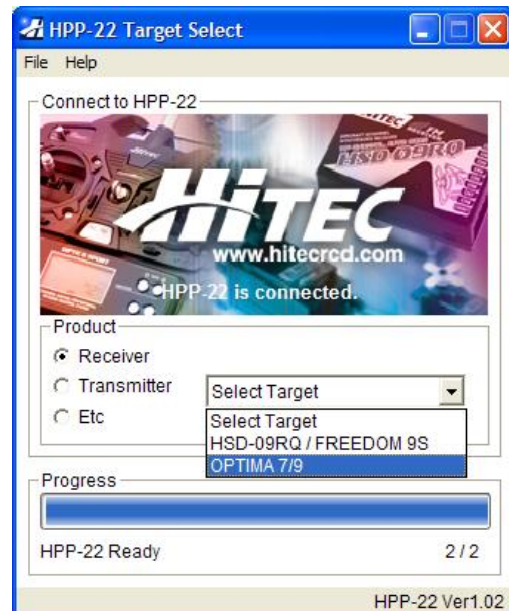 HPP-22 Target Select
File Help
Connect to HPP-22
HSD 09RQ
HiTEC
www.hitecrcd.com
HPP-22 is connected.
Product
Receiver
Transmitter
Select Target
Etc
Select Target
HSD-09RQ / FREEDOM 9S
OPTIMA 7/9
Progress
HPP-22 Ready 2 / 2
HPP-22 Ver1.02